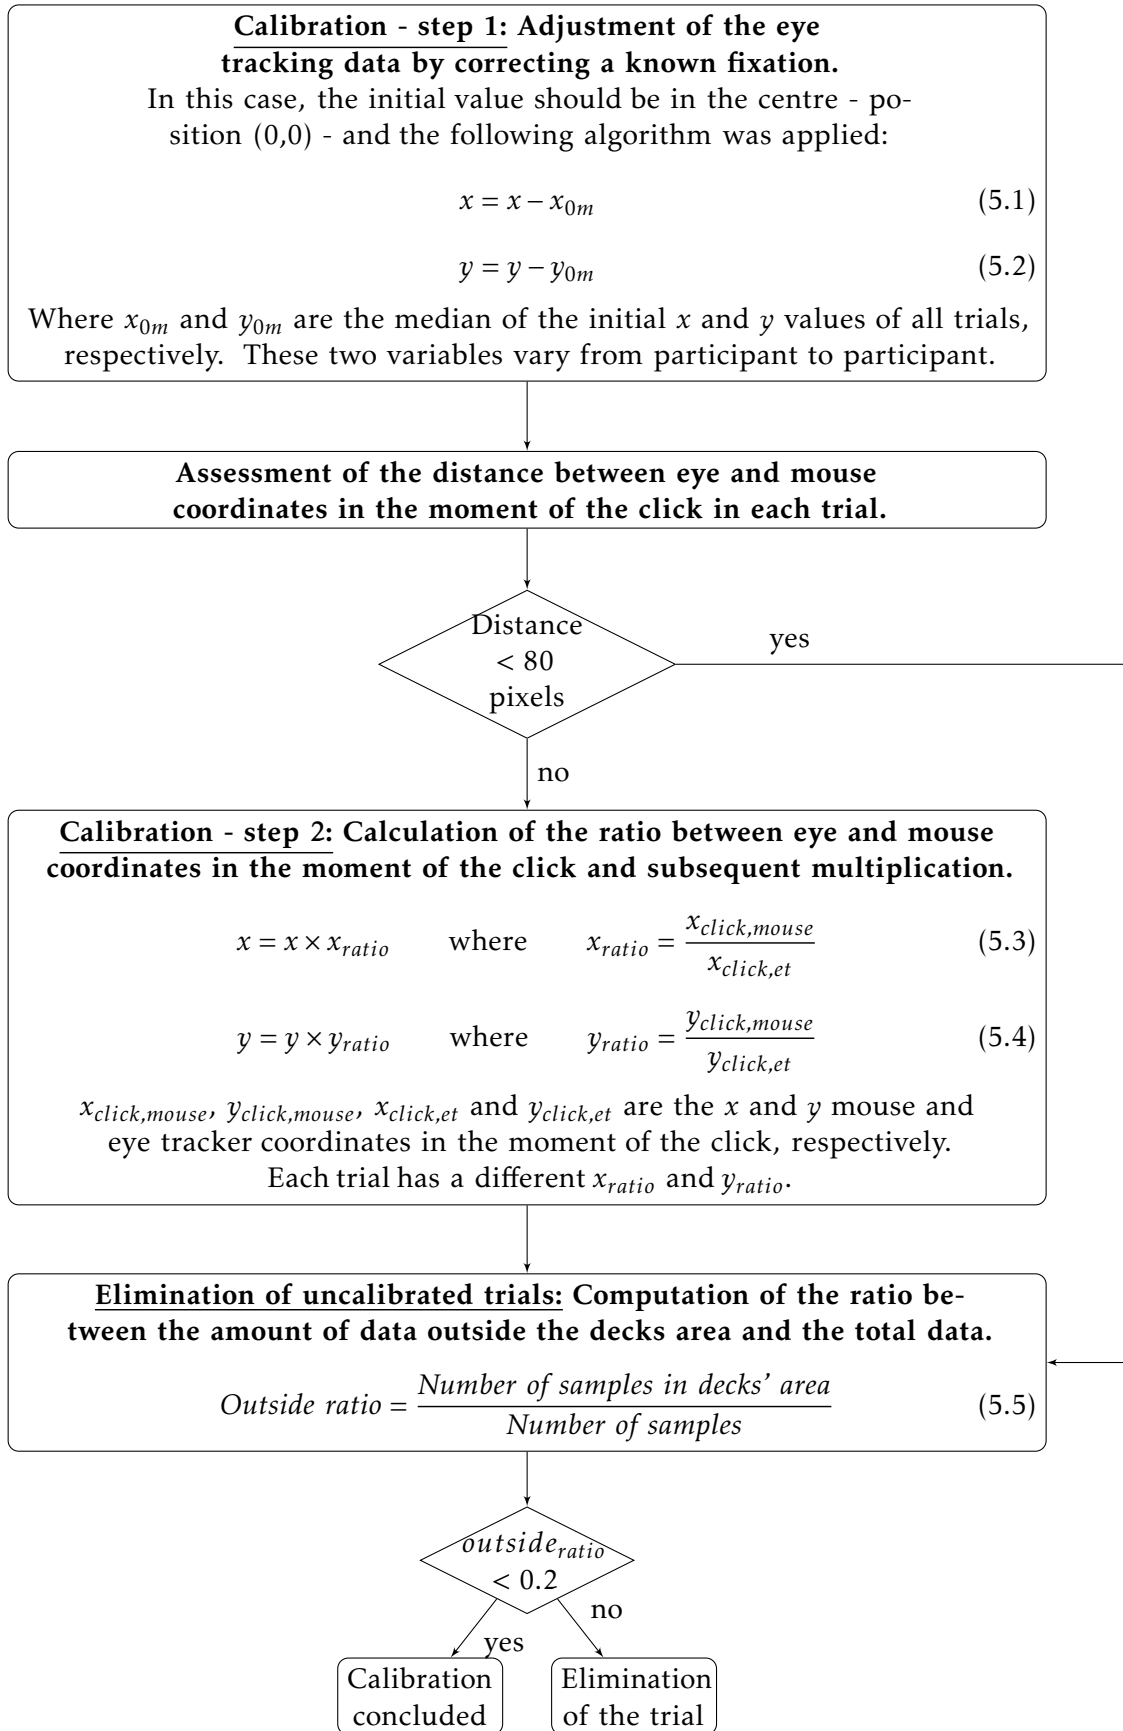 Calibration - step 1: Adjustment of the eye
tracking data by correcting a known fixation.
In this case, the initial value should be in the centre - po-
sition (0,0) - and the following algorithm was applied:
x = x − x0m (5.1)
y = y − y0m (5.2)
Where x0m and y0m are the median of the initial x and y values of all trials,
respectively. These two variables vary from participant to participant.
Assessment of the distance between eye and mouse
coordinates in the moment of the click in each trial.
Distance
< 80
pixels
yes
no
Calibration - step 2: Calculation of the ratio between eye and mouse
coordinates in the moment of the click and subsequent multiplication.
x = x × xratio where xratio = xclick,mouse / xclick,et (5.3)
y = y × yratio where yratio = yclick,mouse / yclick,et (5.4)
xclick,mouse, yclick,mouse, xclick,et and yclick,et are the x and y mouse and
eye tracker coordinates in the moment of the click, respectively.
Each trial has a different xratio and yratio.
Elimination of uncalibrated trials: Computation of the ratio be-
tween the amount of data outside the decks area and the total data.
Outside ratio = Number of samples in decks' area / Number of samples (5.5)
outsideratio
< 0.2
no
yes
Calibration
concluded
Elimination
of the trial